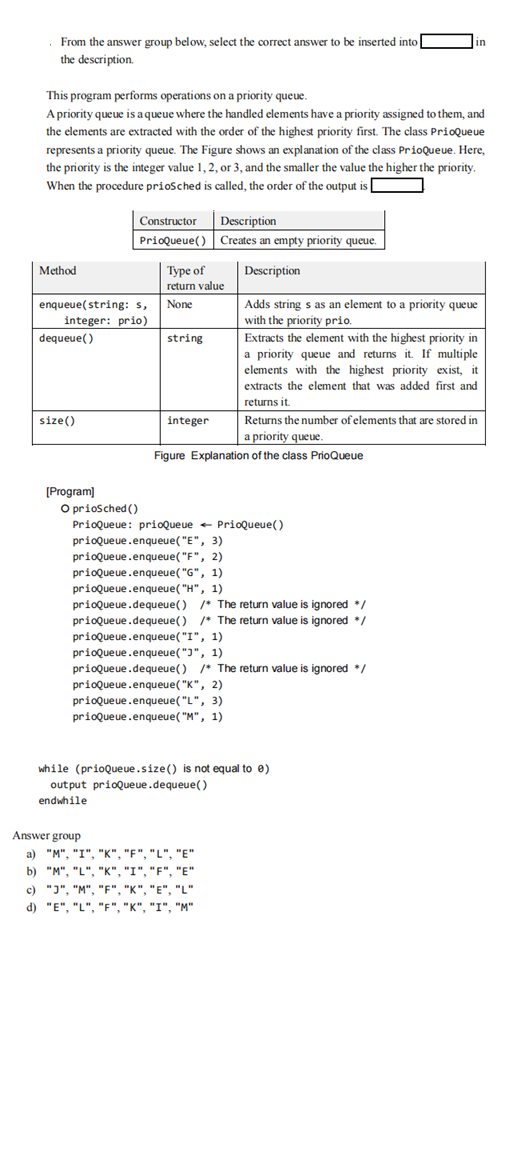 . From the answer group below, select the correct answer to be inserted into in
the description.
This program performs operations on a priority queue.
A priority queue is a queue where the handled elements have a priority assigned to them, and
the elements are extracted with the order of the highest priority first. The class PrioQueue
represents a priority queue. The Figure shows an explanation of the class PrioQueue. Here,
the priority is the integer value 1, 2, or 3, and the smaller the value the higher the priority.
When the procedure prioSched is called, the order of the output is .
Constructor Description
PrioQueue() Creates an empty priority queue.
Method Type of Description
return value
enqueue(string: s, None Adds string s as an element to a priority queue
integer: prio) with the priority prio.
dequeue() string Extracts the element with the highest priority in
a priority queue and returns it. If multiple
elements with the highest priority exist, it
extracts the element that was added first and
returns it.
size() integer Returns the number of elements that are stored in
a priority queue.
Figure Explanation of the class PrioQueue
[Program]
○ prioSched()
PrioQueue: prioQueue ← PrioQueue()
prioQueue.enqueue("E", 3)
prioQueue.enqueue("F", 2)
prioQueue.enqueue("G", 1)
prioQueue.enqueue("H", 1)
prioQueue.dequeue() /* The return value is ignored */
prioQueue.dequeue() /* The return value is ignored */
prioQueue.enqueue("I", 1)
prioQueue.enqueue("J", 1)
prioQueue.dequeue() /* The return value is ignored */
prioQueue.enqueue("K", 2)
prioQueue.enqueue("L", 3)
prioQueue.enqueue("M", 1)
while (prioQueue.size() is not equal to 0)
output prioQueue.dequeue()
endwhile
Answer group
a) "M", "I", "K", "F", "L", "E"
b) "M", "L", "K", "I", "F", "E"
c) "J", "M", "F", "K", "E", "L"
d) "E", "L", "F", "K", "I", "M"